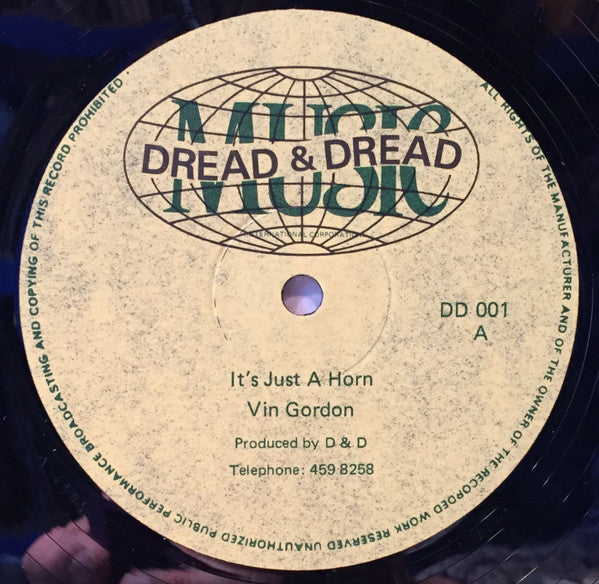 MUSIC
DREAD & DREAD
INTERNATIONAL CORPORATION
DD 001
A
It's Just A Horn
Vin Gordon
Produced by D & D
Telephone: 459 8258
ALL RIGHTS OF THE MANUFACTURER AND OF THE OWNER OF THE RECORDED WORK RESERVED UNAUTHORIZED PUBLIC PERFORMANCE BROADCASTING AND COPYING OF THIS RECORD PROHIBITED